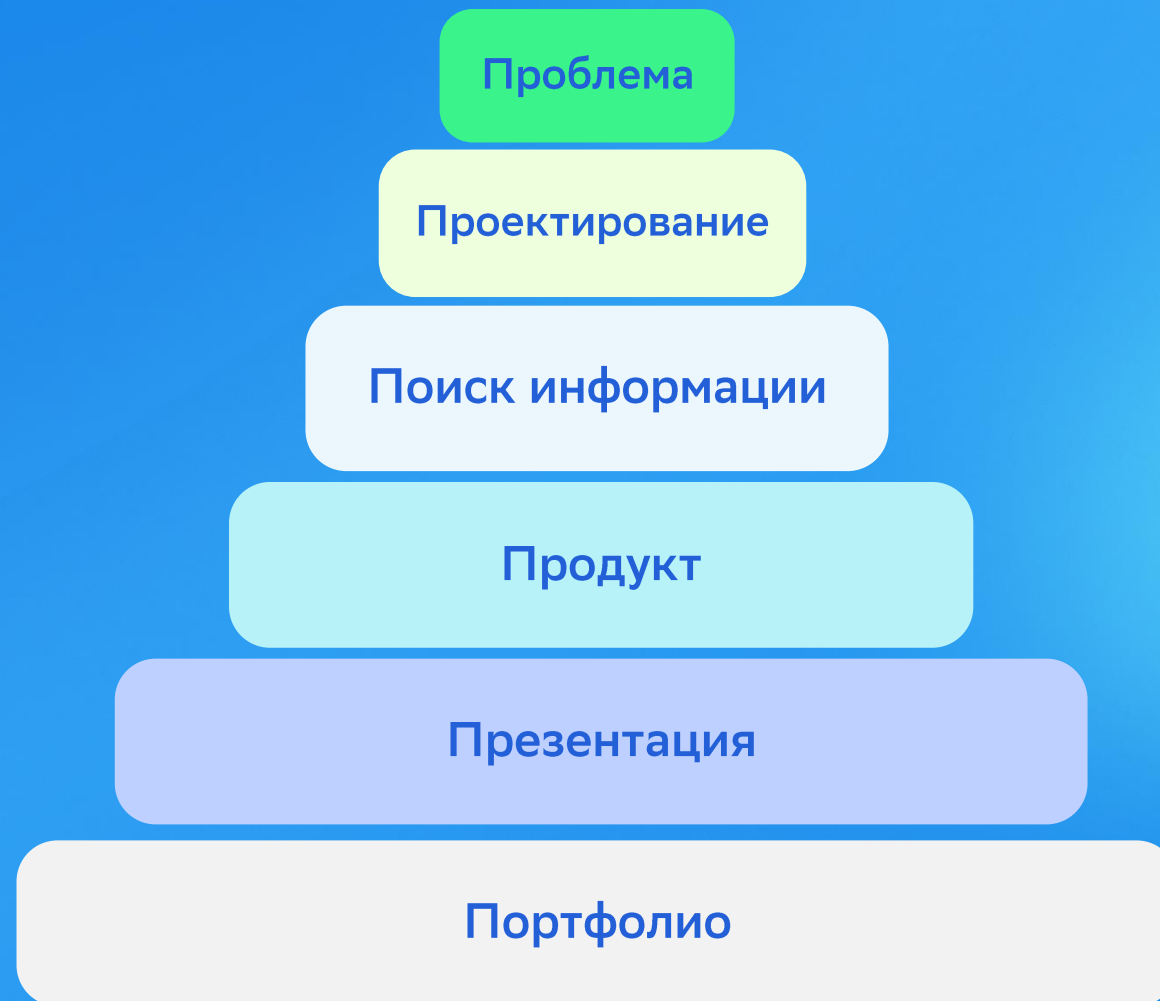 Проблема
Проектирование
Поиск информации
Продукт
Презентация
Портфолио